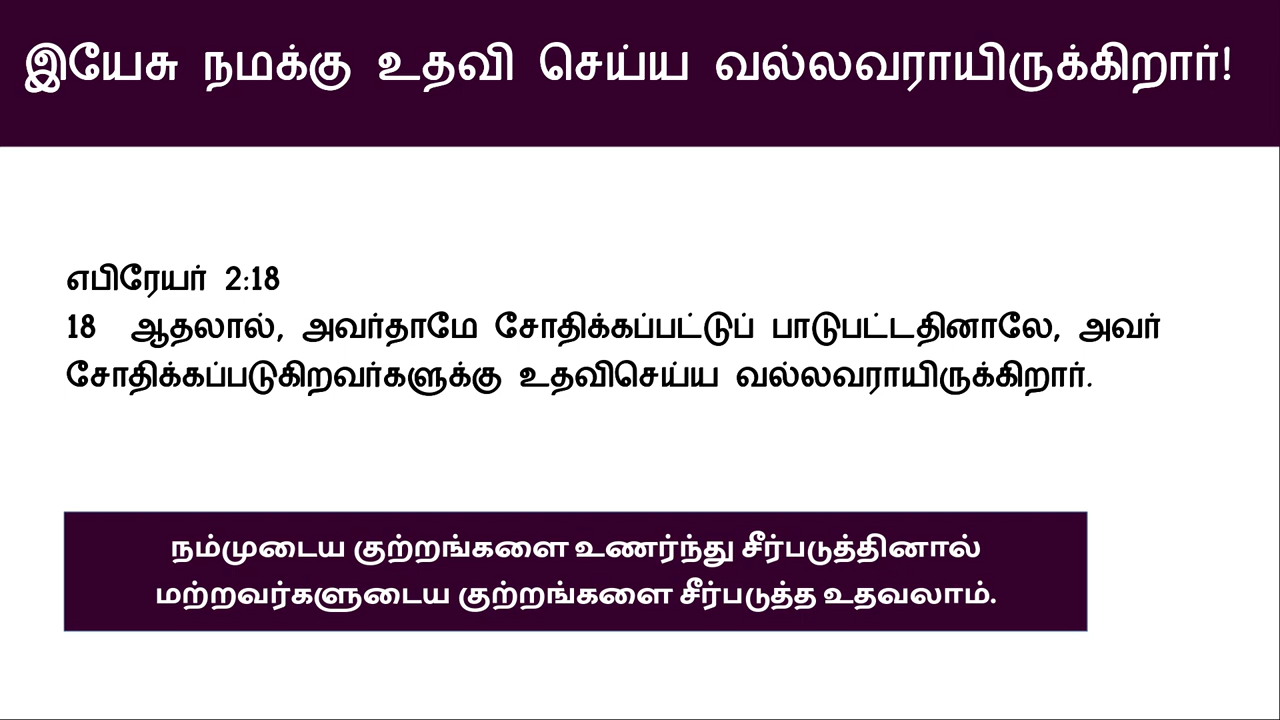 இயேசு நமக்கு உதவி செய்ய வல்லவராயிருக்கிறார்!
எபிரேயர் 2:18
18 ஆதலால், அவர்தாமே சோதிக்கப்பட்டுப் பாடுபட்டதினாலே, அவர்
சோதிக்கப்படுகிறவர்களுக்கு உதவிசெய்ய வல்லவராயிருக்கிறார்.
நம்முடைய குற்றங்களை உணர்ந்து சீர்படுத்தினால்
மற்றவர்களுடைய குற்றங்களை சீர்படுத்த உதவலாம்.